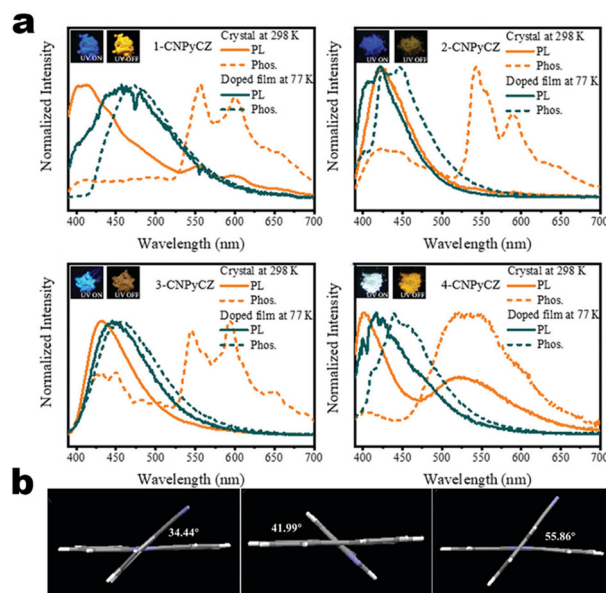 a
Normalized Intensity
UV ON UV OFF
1-CNPyCZ
Crystal at 298 K
PL
Phos.
Doped film at 77 K
PL
Phos.
400 450 500 550 600 650 700
Wavelength (nm)
Normalized Intensity
UV ON UV OFF
2-CNPyCZ
Crystal at 298 K
PL
Phos.
Doped film at 77 K
PL
Phos.
400 450 500 550 600 650 700
Wavelength (nm)
Normalized Intensity
UV ON UV OFF
3-CNPyCZ
Crystal at 298 K
PL
Phos.
Doped film at 77 K
PL
Phos.
400 450 500 550 600 650 700
Wavelength (nm)
Normalized Intensity
UV ON UV OFF
4-CNPyCZ
Crystal at 298 K
PL
Phos.
Doped film at 77 K
PL
Phos.
400 450 500 550 600 650 700
Wavelength (nm)
b
34.44°
41.99°
55.86°